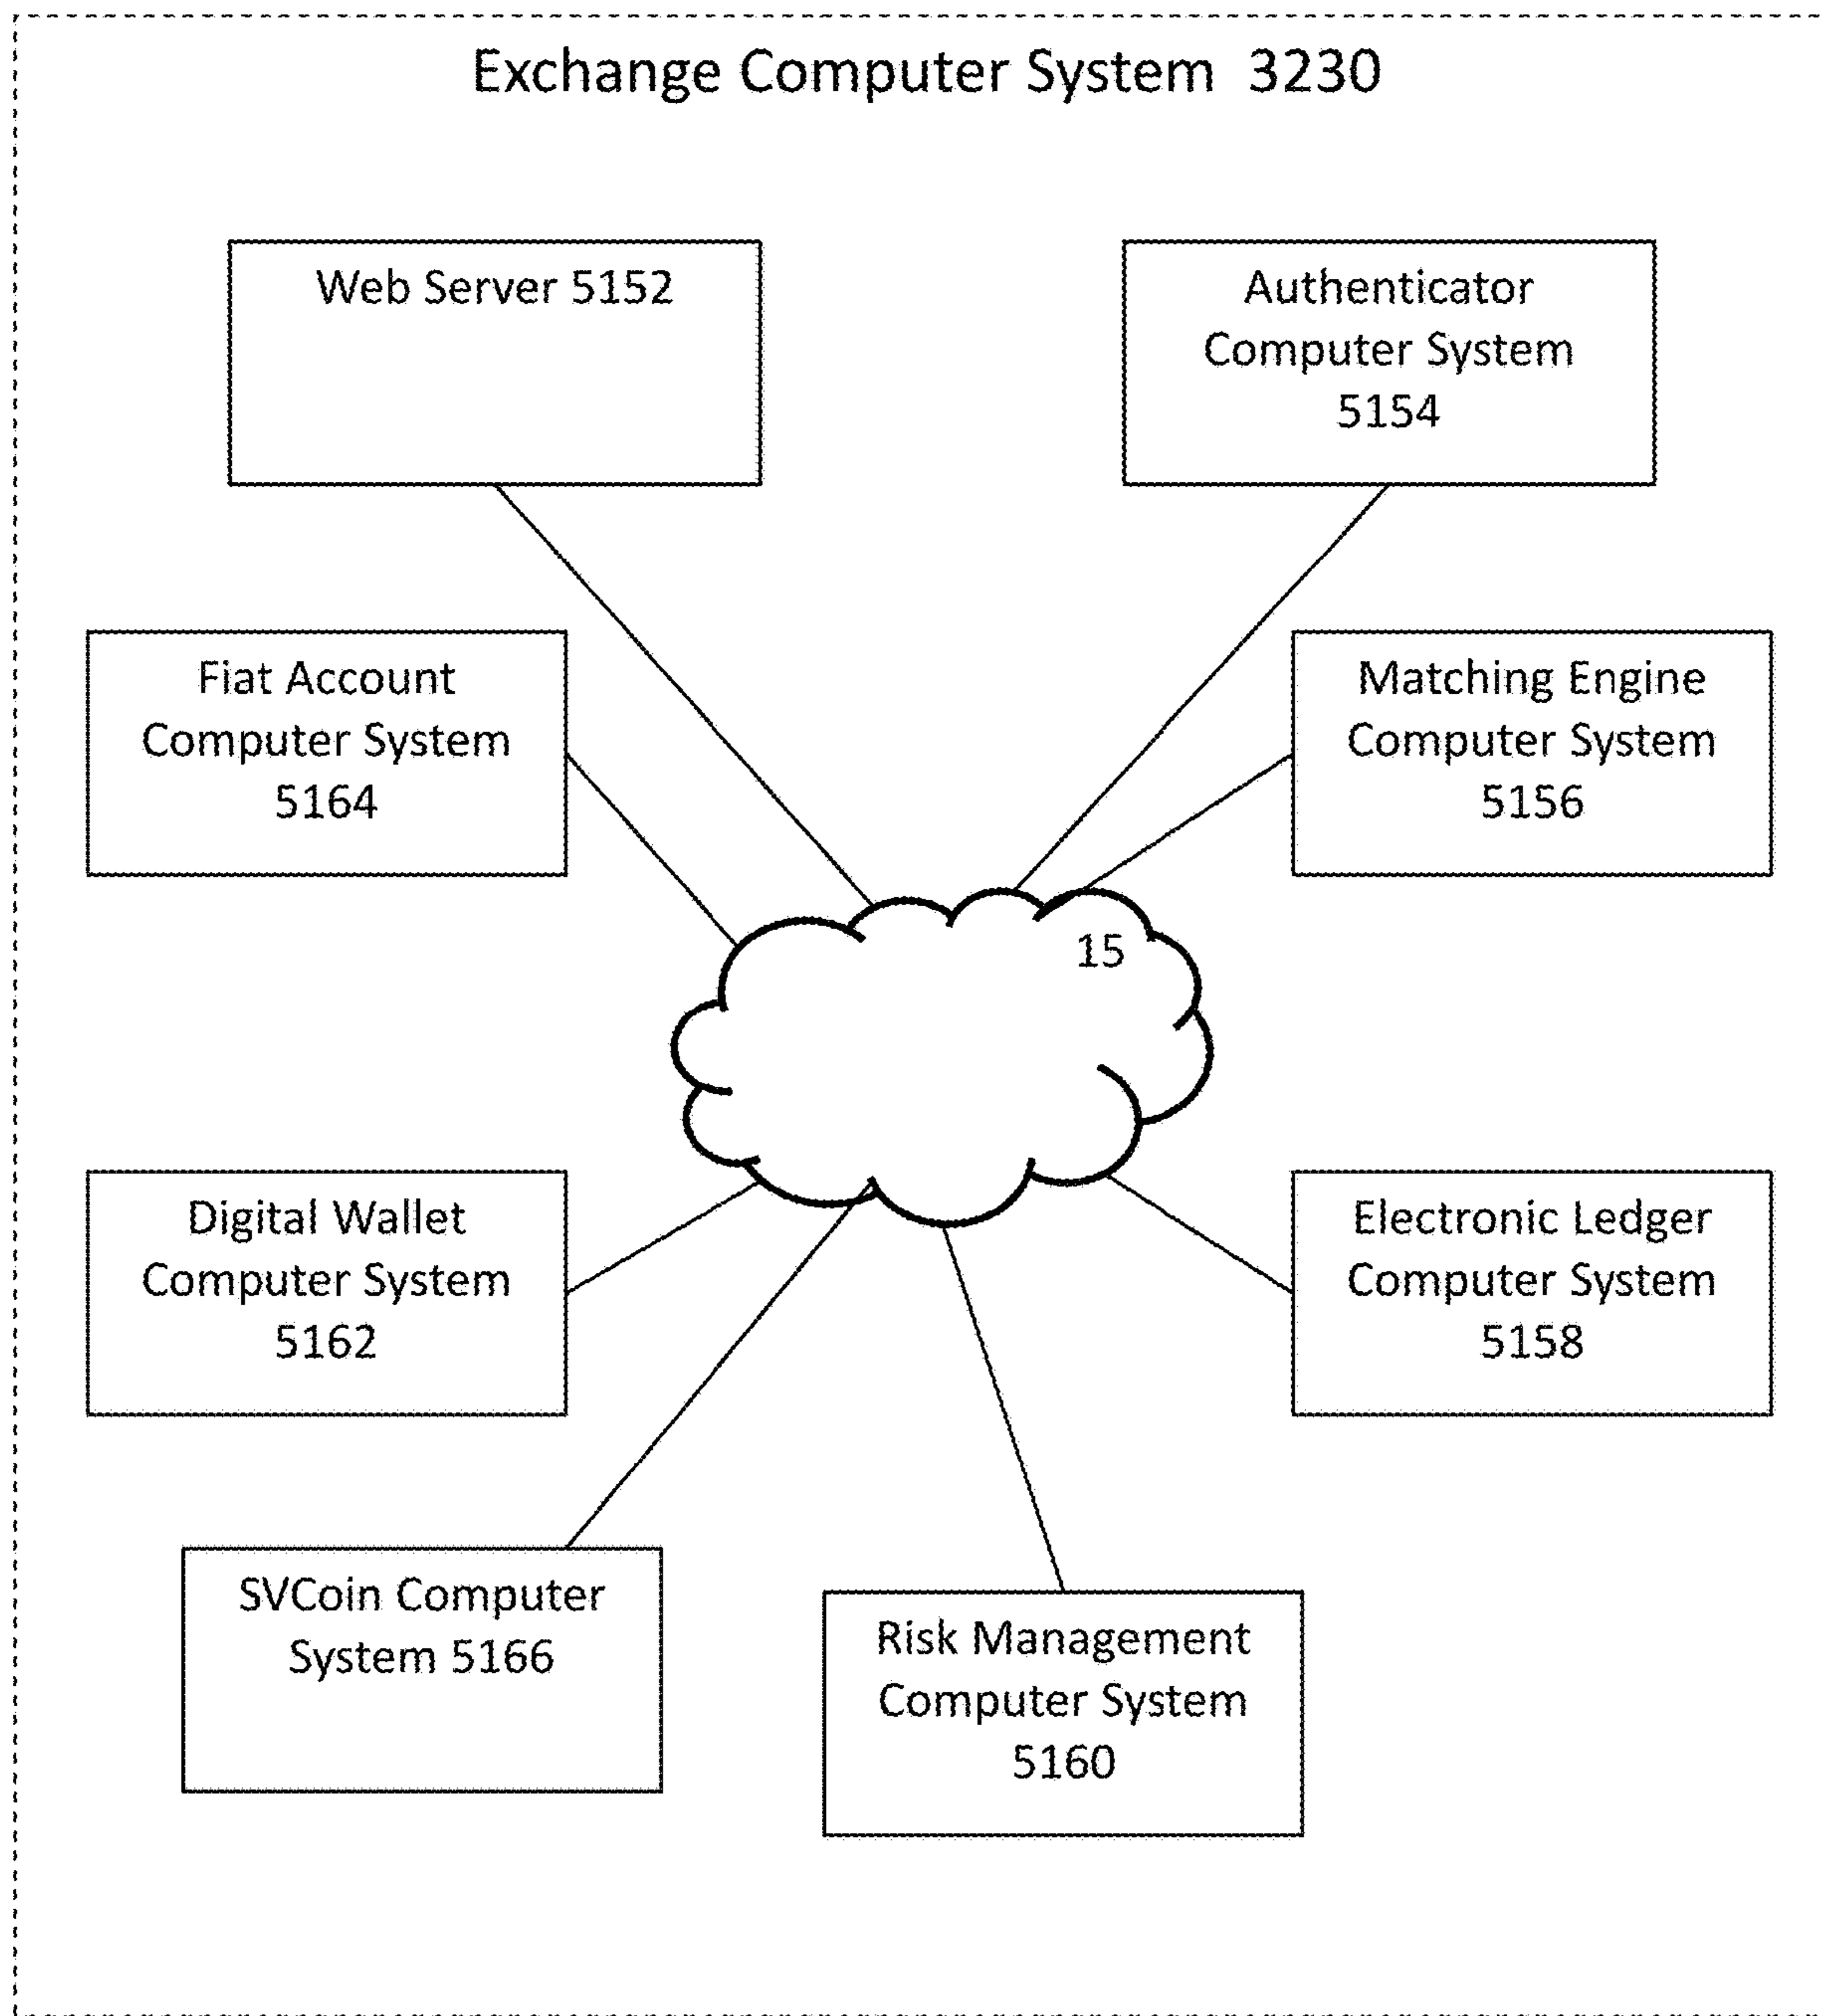 Exchange Computer System 3230
Web Server 5152
Authenticator
Computer System
5154
Fiat Account
Computer System
5164
Matching Engine
Computer System
5156
15
Digital Wallet
Computer System
5162
Electronic Ledger
Computer System
5158
SVCoin Computer
System 5166
Risk Management
Computer System
5160